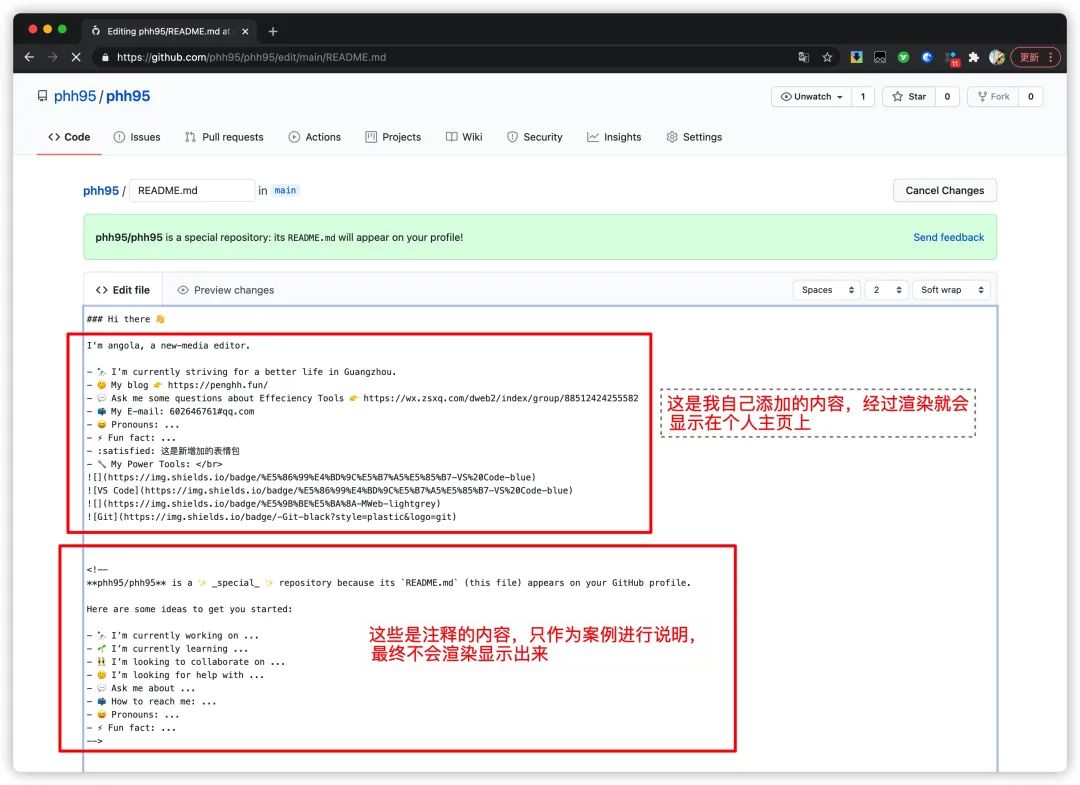 Editing phh95/README.md at
https://github.com/phh95/phh95/edit/main/README.md
11
更新
phh95/phh95
Unwatch 1
Star 0
Fork 0
Code Issues Pull requests Actions Projects Wiki Security Insights Settings
phh95 / README.md in main
Cancel Changes
phh95/phh95 is a special repository: its README.md will appear on your profile!
Send feedback
Edit file Preview changes
Spaces 2 Soft wrap
### Hi there 👋
I'm angola, a new-media editor.
- 🔭 I'm currently striving for a better life in Guangzhou.
- 🤔 My blog 👉 https://penghh.fun/
- 💬 Ask me some questions about Effeciency Tools 👉 https://wx.zsxq.com/dweb2/index/group/88512424255582
- 📫 My E-mail: 602646761#qq.com
- 😄 Pronouns: ...
- ⚡ Fun fact: ...
- :satisfied: 这是新增加的表情包
- 🔧 My Power Tools: </br>
![](https://img.shields.io/badge/%E5%86%99%E4%BD%9C%E5%B7%A5%E5%85%B7-VS%20Code-blue)
![VS Code](https://img.shields.io/badge/%E5%86%99%E4%BD%9C%E5%B7%A5%E5%85%B7-VS%20Code-blue)
![](https://img.shields.io/badge/%E5%9B%BE%E5%BA%8A-MWeb-lightgrey)
![Git](https://img.shields.io/badge/-Git-black?style=plastic&logo=git)
这是我自己添加的内容，经过渲染就会
显示在个人主页上
<!--
**phh95/phh95** is a ✨ _special_ ✨ repository because its `README.md` (this file) appears on your GitHub profile.
Here are some ideas to get you started:
- 🔭 I'm currently working on ...
- 🌱 I'm currently learning ...
- 👯 I'm looking to collaborate on ...
- 🤔 I'm looking for help with ...
- 💬 Ask me about ...
- 📫 How to reach me: ...
- 😄 Pronouns: ...
- ⚡ Fun fact: ...
-->
这些是注释的内容，只作为案例进行说明，
最终不会渲染显示出来